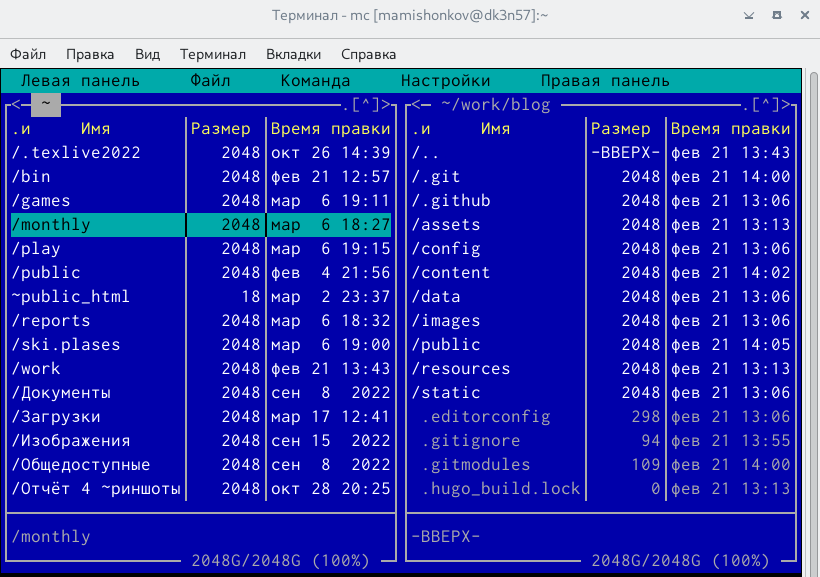 Терминал - mc [mamishonkov@dk3n57]:~
Файл Правка Вид Терминал Вкладки Справка
Левая панель Файл Команда Настройки Правая панель
<─ ~ .[^]> <─ ~/work/blog .[^]>
.и Имя Размер Время правки .и Имя Размер Время правки
/.texlive2022 2048 окт 26 14:39 /.. -ВВЕРХ- фев 21 13:43
/bin 2048 фев 21 12:57 /.git 2048 фев 21 14:00
/games 2048 мар 6 19:11 /.github 2048 фев 21 13:06
/monthly 2048 мар 6 18:27 /assets 2048 фев 21 13:13
/play 2048 мар 6 19:15 /config 2048 фев 21 13:06
/public 2048 фев 4 21:56 /content 2048 фев 21 14:02
~public_html 18 мар 2 23:37 /data 2048 фев 21 13:06
/reports 2048 мар 6 18:32 /images 2048 фев 21 13:06
/ski.plases 2048 мар 6 19:00 /public 2048 фев 21 14:05
/work 2048 фев 21 13:43 /resources 2048 фев 21 13:13
/Документы 2048 сен 8 2022 /static 2048 фев 21 13:06
/Загрузки 2048 мар 17 12:41 .editorconfig 298 фев 21 13:06
/Изображения 2048 сен 15 2022 .gitignore 94 фев 21 13:55
/Общедоступные 2048 сен 8 2022 .gitmodules 109 фев 21 14:00
/Отчёт 4 ~риншоты 2048 окт 28 20:25 .hugo_build.lock 0 фев 21 13:13
/monthly -ВВЕРХ-
2048G/2048G (100%) 2048G/2048G (100%)